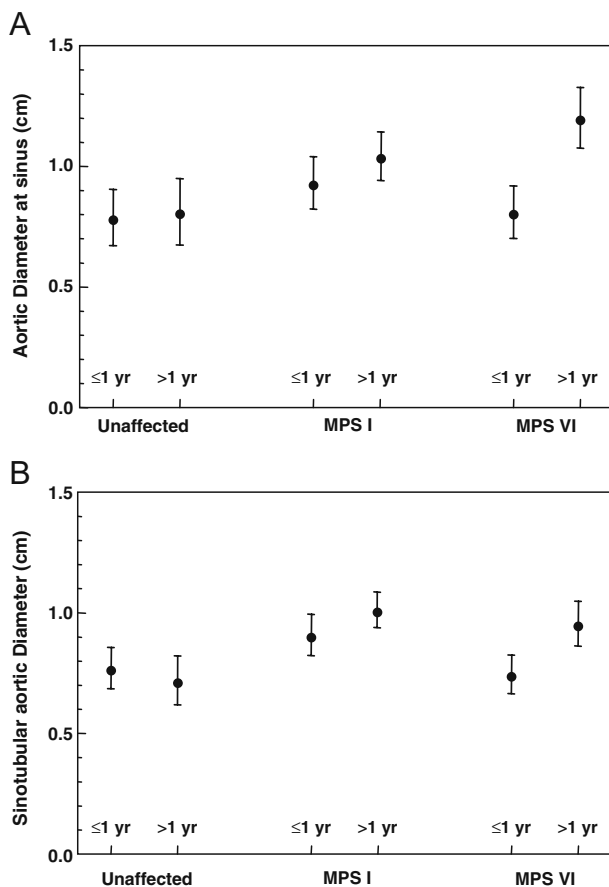 A
Aortic Diameter at sinus (cm)
1.5
1.0
0.5
0.0
≤1 yr >1 yr ≤1 yr >1 yr ≤1 yr >1 yr
Unaffected MPS I MPS VI
B
Sinotubular aortic Diameter (cm)
1.5
1.0
0.5
0.0
≤1 yr >1 yr ≤1 yr >1 yr ≤1 yr >1 yr
Unaffected MPS I MPS VI